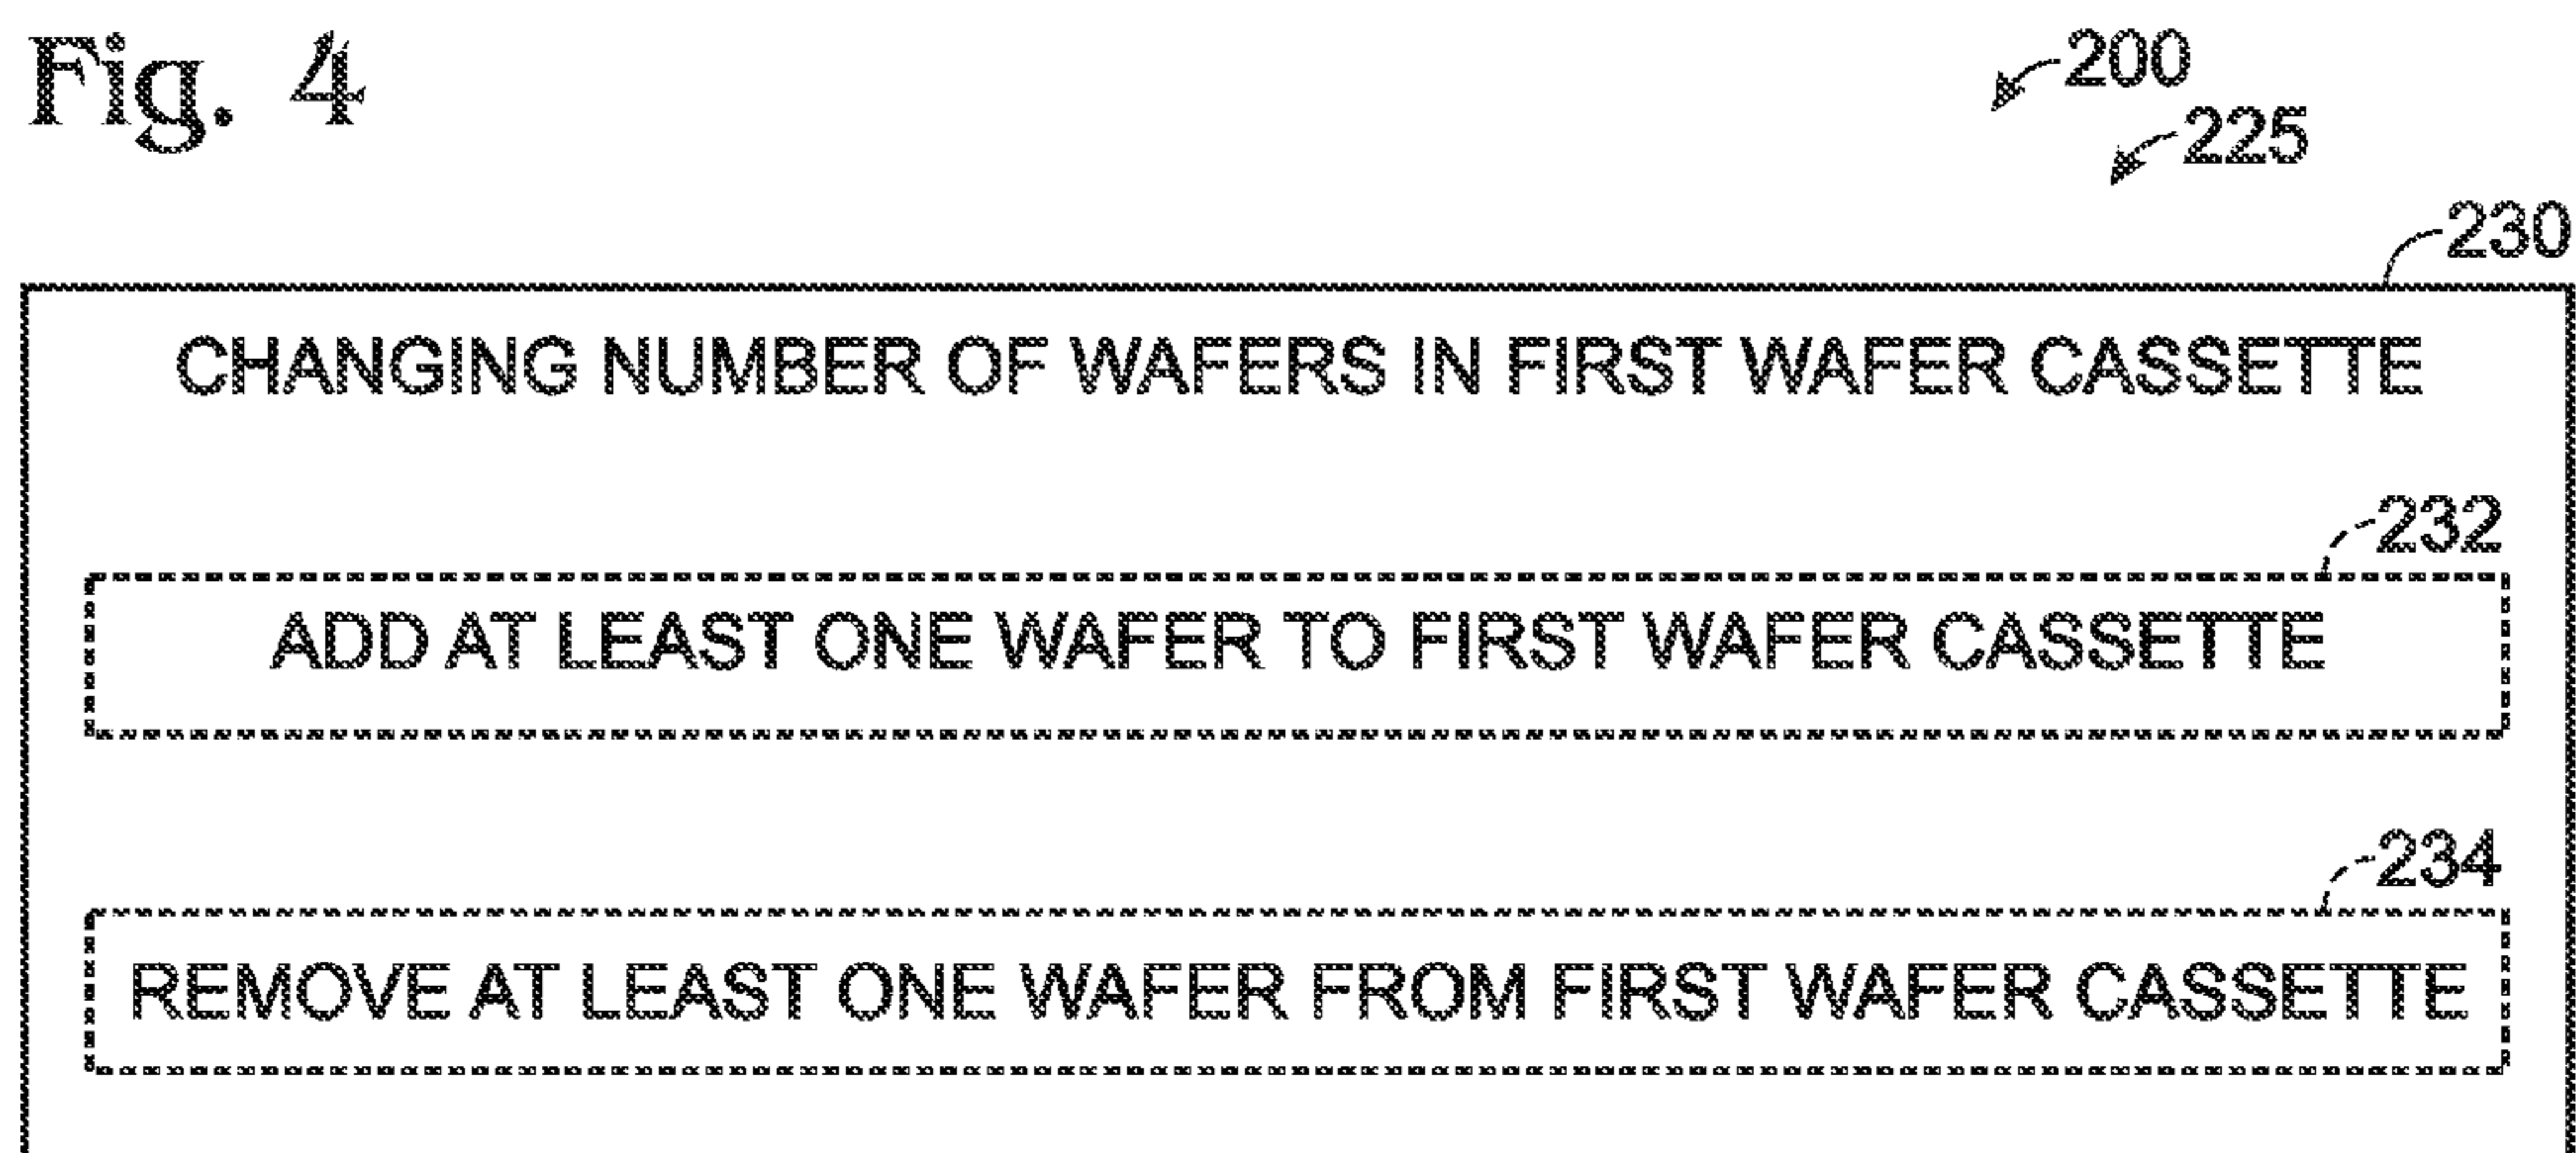 Fig. 4
200
225
230
CHANGING NUMBER OF WAFERS IN FIRST WAFER CASSETTE
232
ADD AT LEAST ONE WAFER TO FIRST WAFER CASSETTE
234
REMOVE AT LEAST ONE WAFER FROM FIRST WAFER CASSETTE